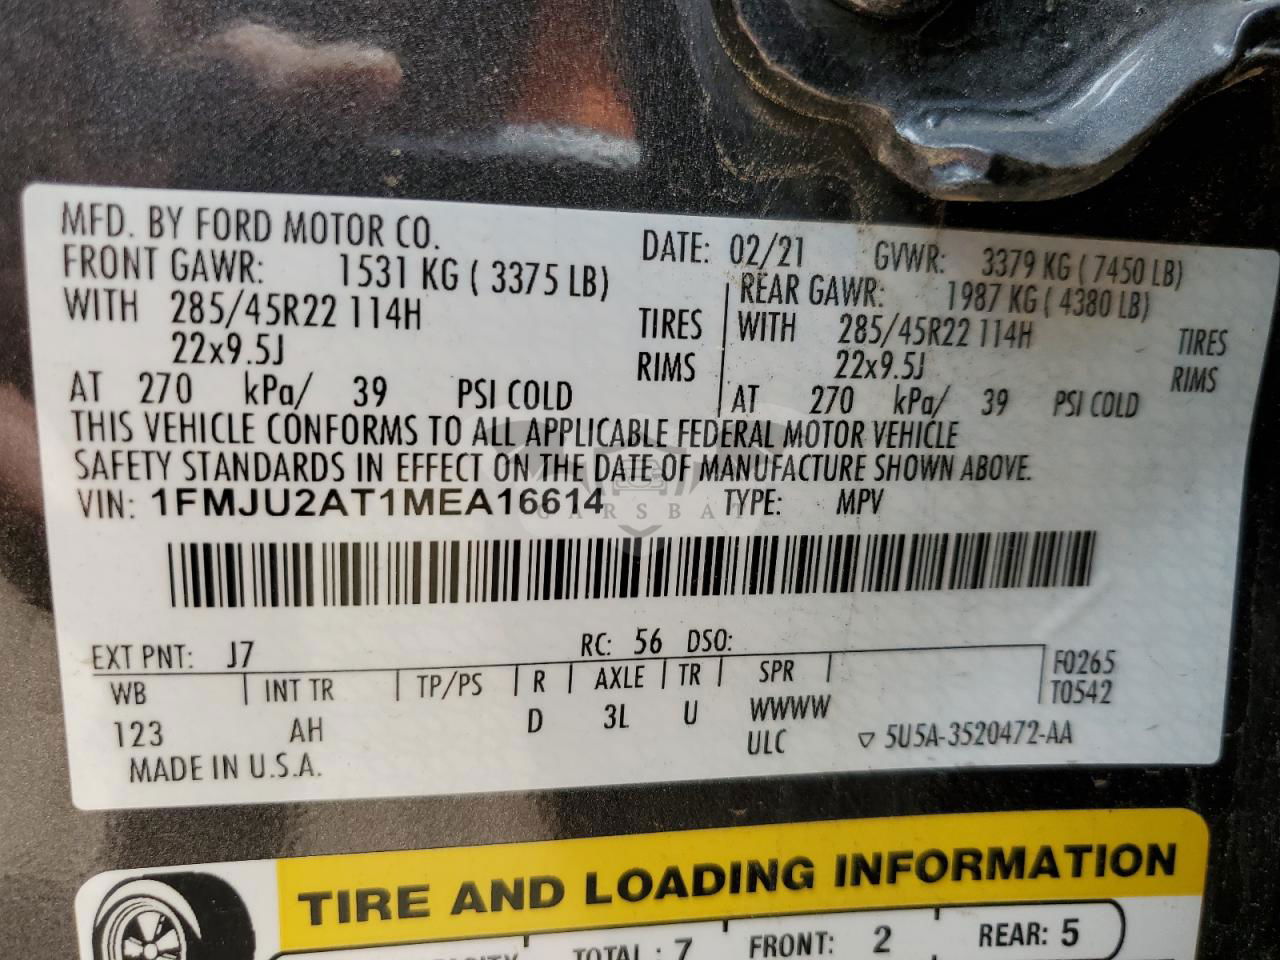 MFD. BY FORD MOTOR CO. DATE: 02/21 GVWR: 3379 KG ( 7450 LB)
FRONT GAWR: 1531 KG ( 3375 LB) REAR GAWR: 1987 KG ( 4380 LB)
WITH 285/45R22 114H TIRES WITH 285/45R22 114H TIRES
22x9.5J RIMS 22x9.5J RIMS
AT 270 kPa/ 39 PSI COLD AT 270 kPa/ 39 PSI COLD
THIS VEHICLE CONFORMS TO ALL APPLICABLE FEDERAL MOTOR VEHICLE
SAFETY STANDARDS IN EFFECT ON THE DATE OF MANUFACTURE SHOWN ABOVE.
VIN: 1FMJU2AT1MEA16614 TYPE: MPV
CARSBAT
EXT PNT: J7 RC: 56 DSO:
WB INT TR TP/PS R AXLE TR SPR F0265
T0542
123 AH D 3L U WWWW
ULC ▽ 5U5A-3520472-AA
MADE IN U.S.A.
TIRE AND LOADING INFORMATION
TOTAL : 7 FRONT: 2 REAR: 5